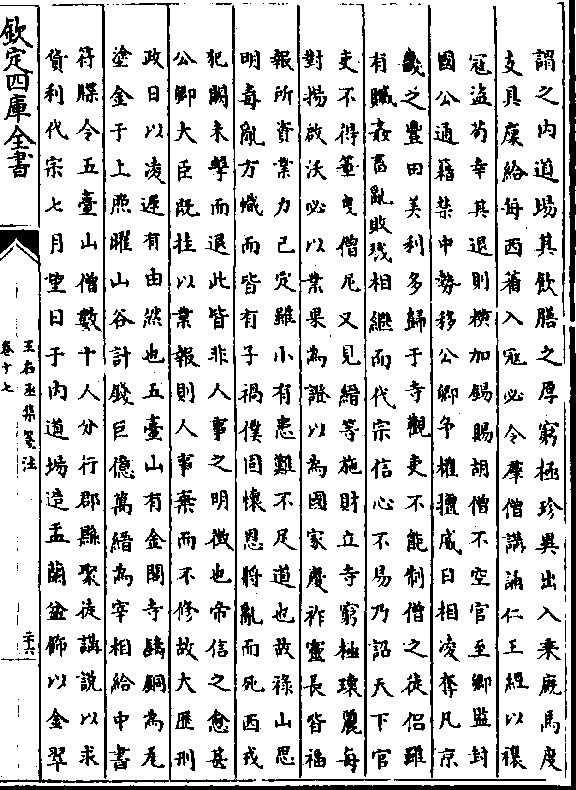 謂之内道場其飲膳之厚窮極珍異出入乗廐馬度
支具廩給每西蕃入寇必令羣僧講誦仁王經以禳
冦盗苟幸其退則横加錫賜胡僧不空官至卿監封
國公通籍禁中勢移公卿争權擅威日相凌奪凡京
畿之豐田美利多歸于寺觀吏不能制僧之徒侣雖
有贓姦畜亂敗戮相繼而代宗信心不易乃詔天下官
吏不得箠曳僧尼又見縉等施財立寺窮極瓌麗每
對揚啟沃必以業果為證以為國家慶祚靈長皆福
報所資業力已定雖小有患難不足道也故禄山思
明毒亂方熾而皆有子禍僕固懐恩將亂而死西戎
犯闕未擊而退此皆非人事之明徴也帝信之愈甚
公卿大臣既挂以業報則人事棄而不修故大歴刑
政日以凌遲有由然也五臺山有金閣寺鑄銅為瓦
塗金于上照曜山谷計錢巨億萬縉為宰相給中書
符牒令五臺山僧數十人分行郡縣聚徒講說以求
貨利代宗七月望日于内道場造盂蘭盆飾以金翠
欽定四庫全書
王右丞集箋注
卷十七
二十六